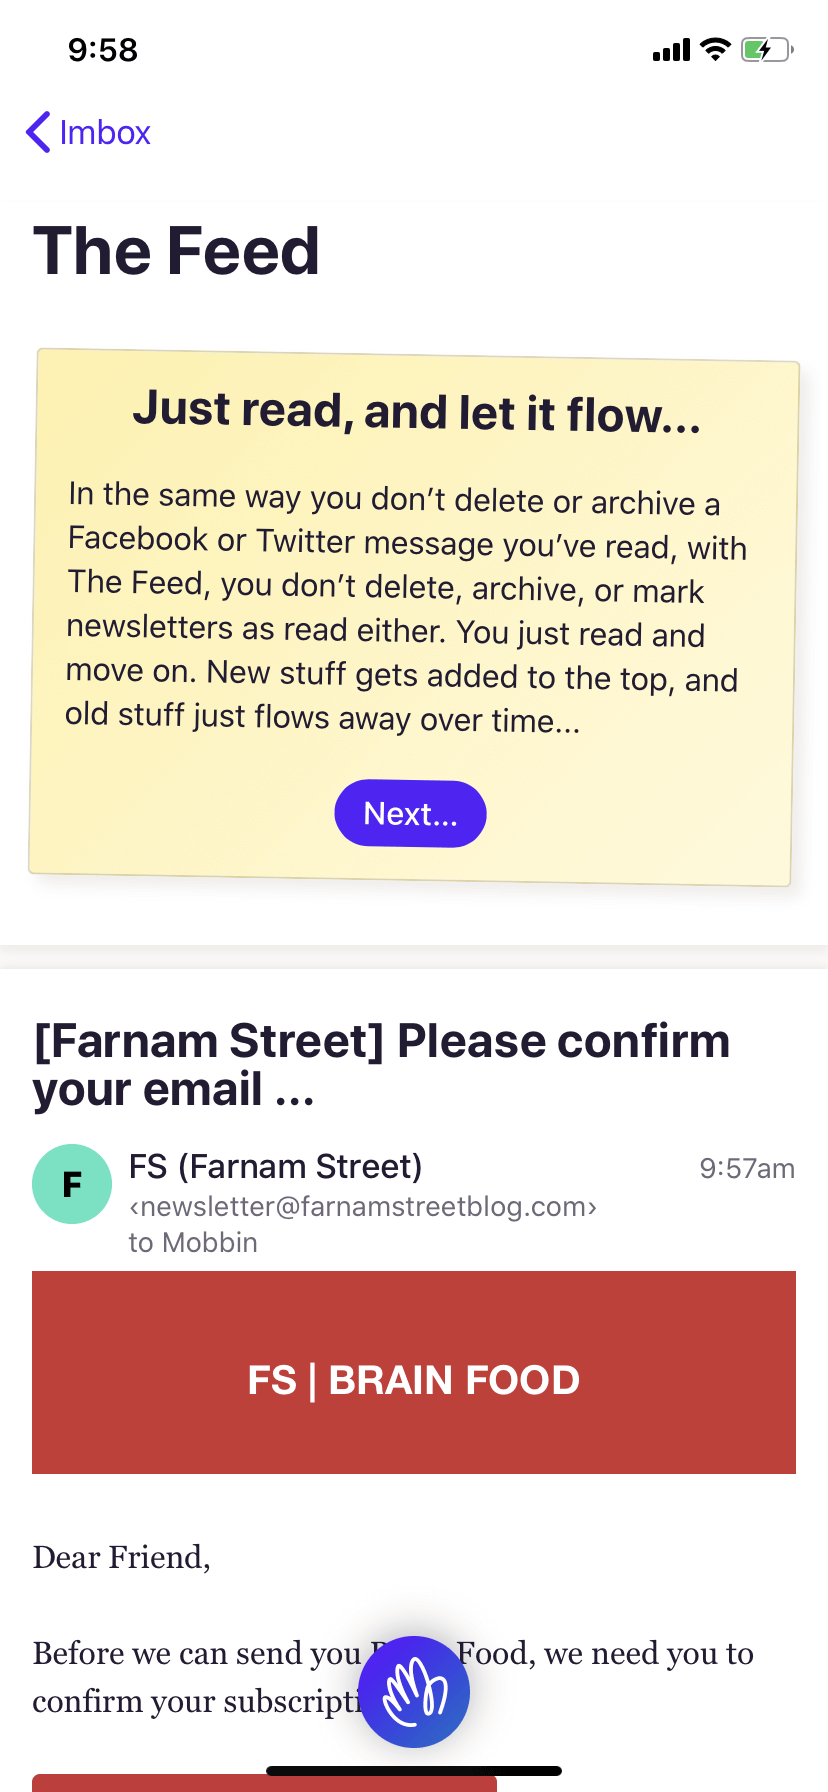 9:58
Imbox
The Feed
Just read, and let it flow...
In the same way you don’t delete or archive a
Facebook or Twitter message you’ve read, with
The Feed, you don’t delete, archive, or mark
newsletters as read either. You just read and
move on. New stuff gets added to the top, and
old stuff just flows away over time...
Next...
[Farnam Street] Please confirm
your email ...
F
FS (Farnam Street)
9:57am
‹newsletter@farnamstreetblog.com›
to Mobbin
FS | BRAIN FOOD
Dear Friend,
Before we can send you Food, we need you to
confirm your